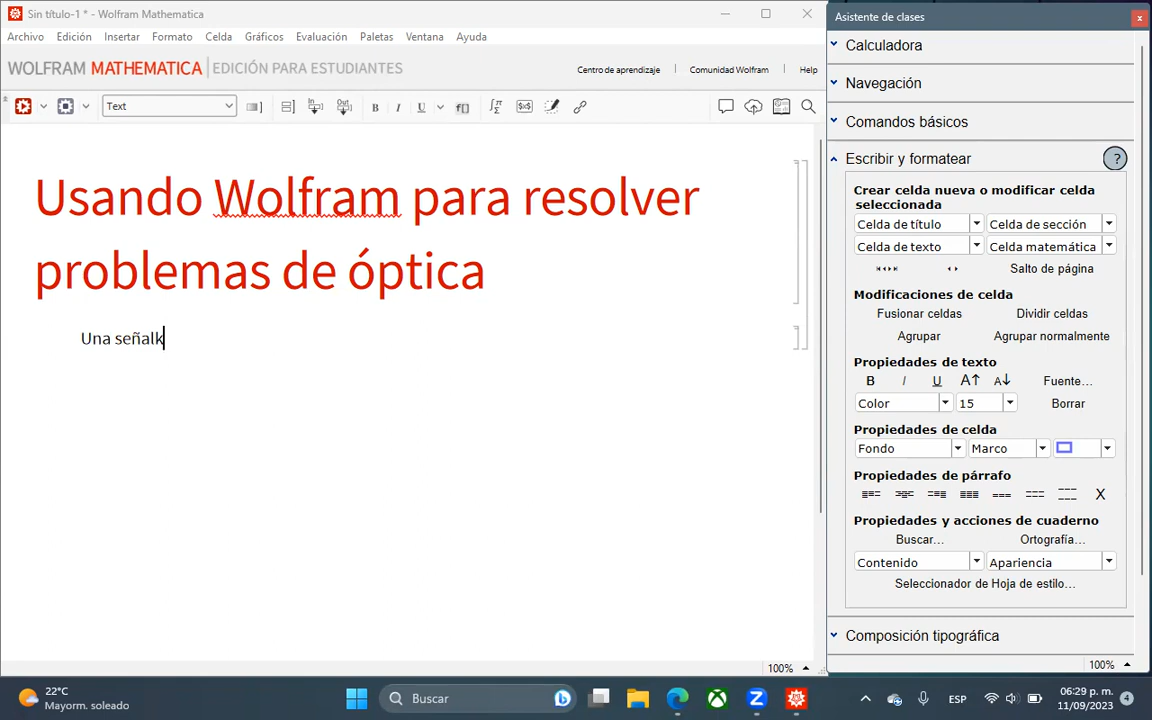 Sin título-1 * - Wolfram Mathematica
Archivo Edición Insertar Formato Celda Gráficos Evaluación Paletas Ventana Ayuda
WOLFRAM MATHEMATICA | EDICIÓN PARA ESTUDIANTES
Centro de aprendizaje | Comunidad Wolfram | Help
Text
In[] Out[] B I U f[] $x$
Usando Wolfram para resolver
problemas de óptica
Una señalk
100%
Asistente de clases x
Calculadora
Navegación
Comandos básicos
Escribir y formatear ?
Crear celda nueva o modificar celda
seleccionada
Celda de título Celda de sección
Celda de texto Celda matemática
Salto de página
Modificaciones de celda
Fusionar celdas Dividir celdas
Agrupar Agrupar normalmente
Propiedades de texto
B I U A↑ A↓ Fuente...
Color 15 Borrar
Propiedades de celda
Fondo Marco
Propiedades de párrafo
X
Propiedades y acciones de cuaderno
Buscar... Ortografía...
Contenido Apariencia
Seleccionador de Hoja de estilo...
Composición tipográfica
100%
22°C
Mayorm. soleado
Buscar
ESP
06:29 p. m.
11/09/2023
4